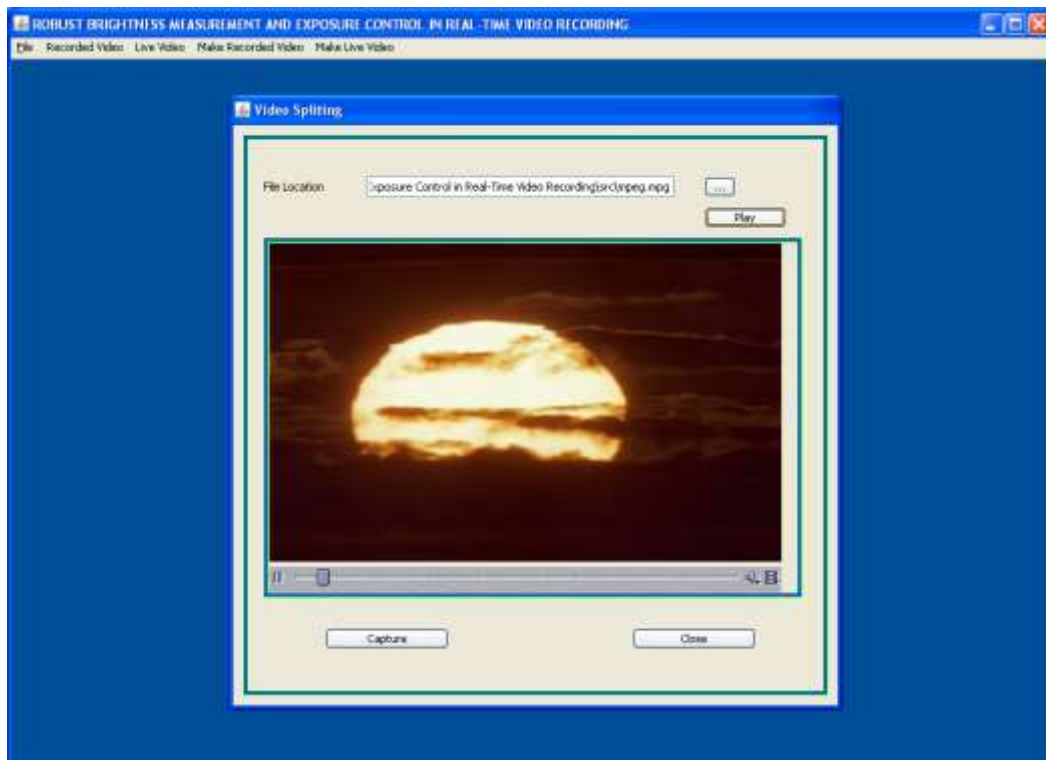 ROBUST BRIGHTNESS MEASUREMENT AND EXPOSURE CONTROL IN REAL-TIME VIDEO RECORDING
File Recorded Video Live Video Make Recorded Video Make Live Video
Video Spliting
File Location xposure Control in Real-Time Video Recording\src\mpeg.mpg ...
Play
Capture Close